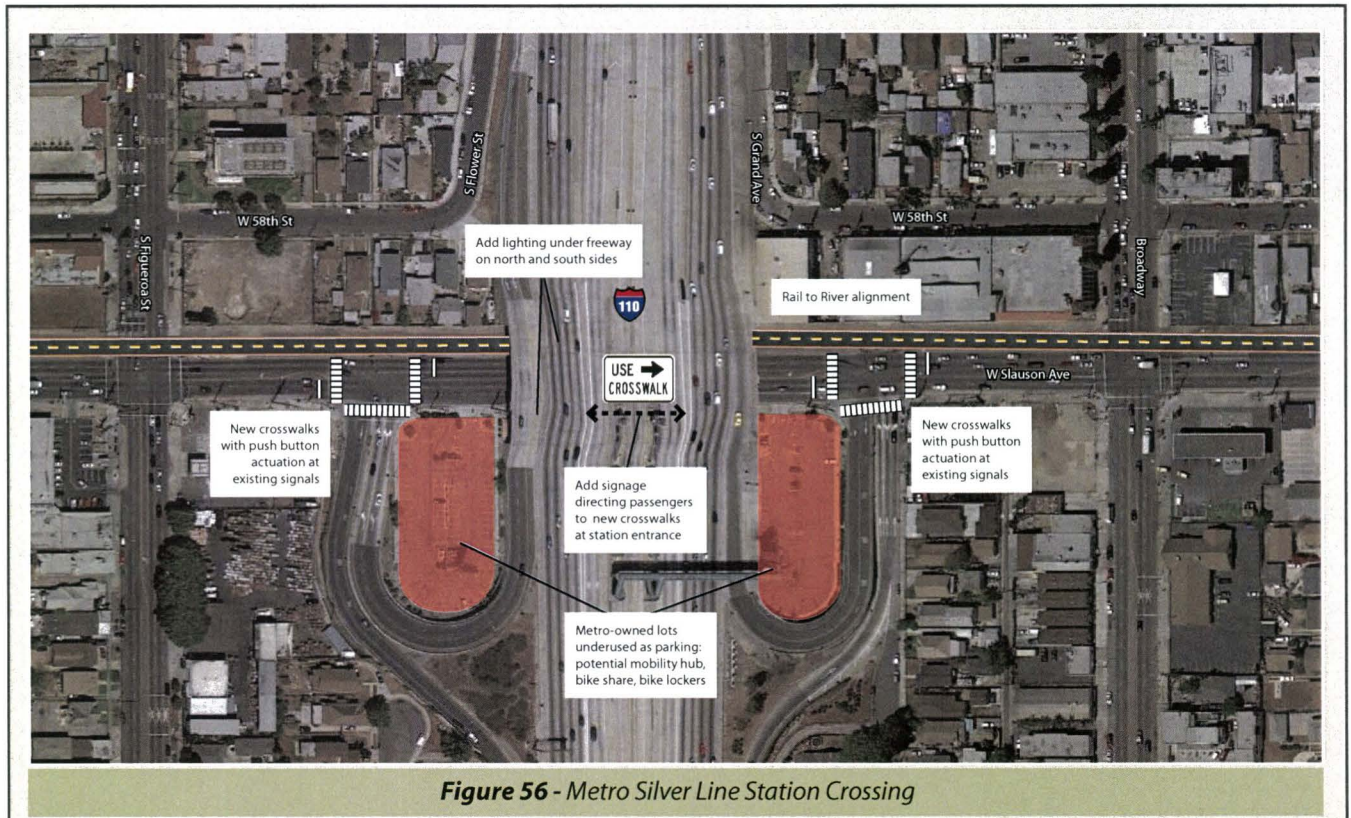 S Flower St
S Grand Ave
W 58th St
W 58th St
S Figueroa St
Broadway
Add lighting under freeway
on north and south sides
110
Rail to River alignment
USE
CROSSWALK
W Slauson Ave
New crosswalks
with push button
actuation at
existing signals
New crosswalks
with push button
actuation at
existing signals
Add signage
directing passengers
to new crosswalks
at station entrance
Metro-owned lots
underused as parking:
potential mobility hub,
bike share, bike lockers
Figure 56 - Metro Silver Line Station Crossing